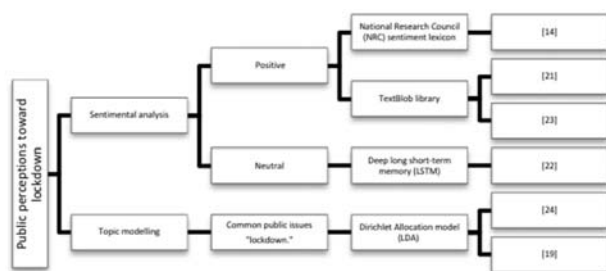 Public perceptions toward
lockdown
Sentimental analysis
Topic modelling
Positive
Neutral
Common public issues
"lockdown."
National Research Council
(NRC) sentiment lexicon
TextBlob library
Deep long short-term
memory (LSTM)
Dirichlet Allocation model
(LDA)
[14]
[21]
[23]
[22]
[24]
[19]